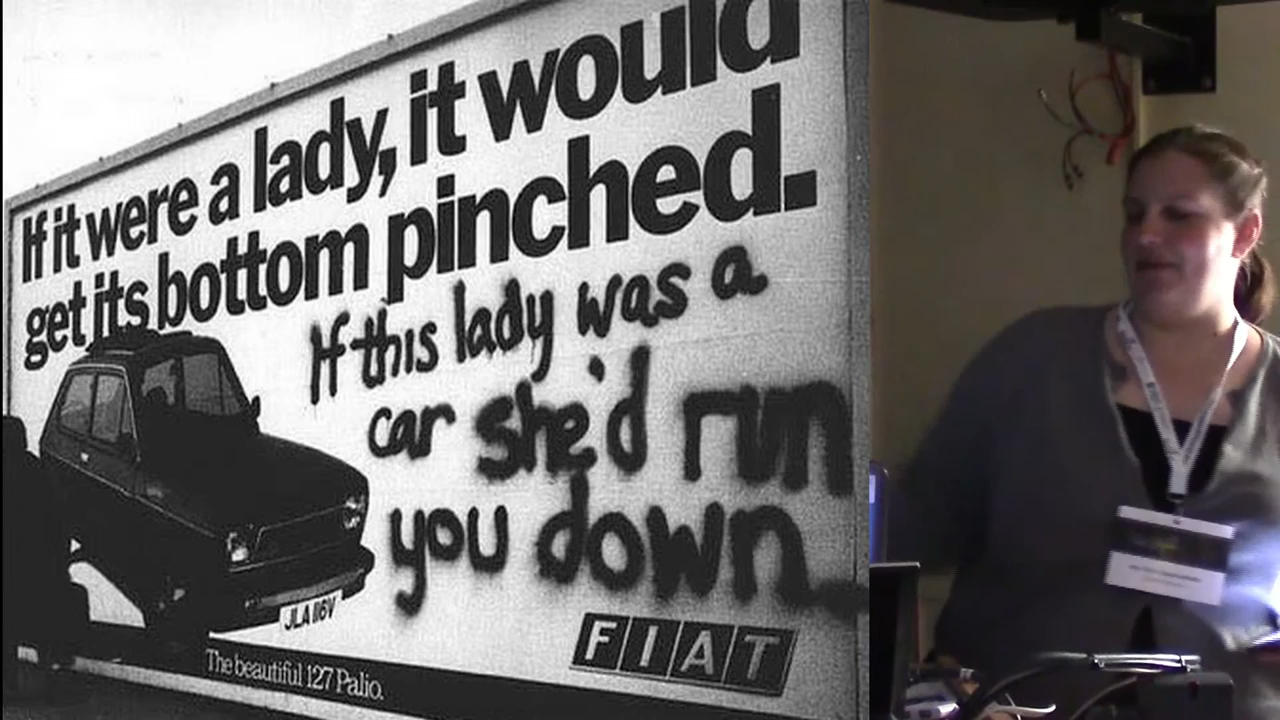 If it were a lady, it would
get its bottom pinched.
If this lady was a
car she'd run
you down
JLA 116V
FIAT
The beautiful 127 Palio.